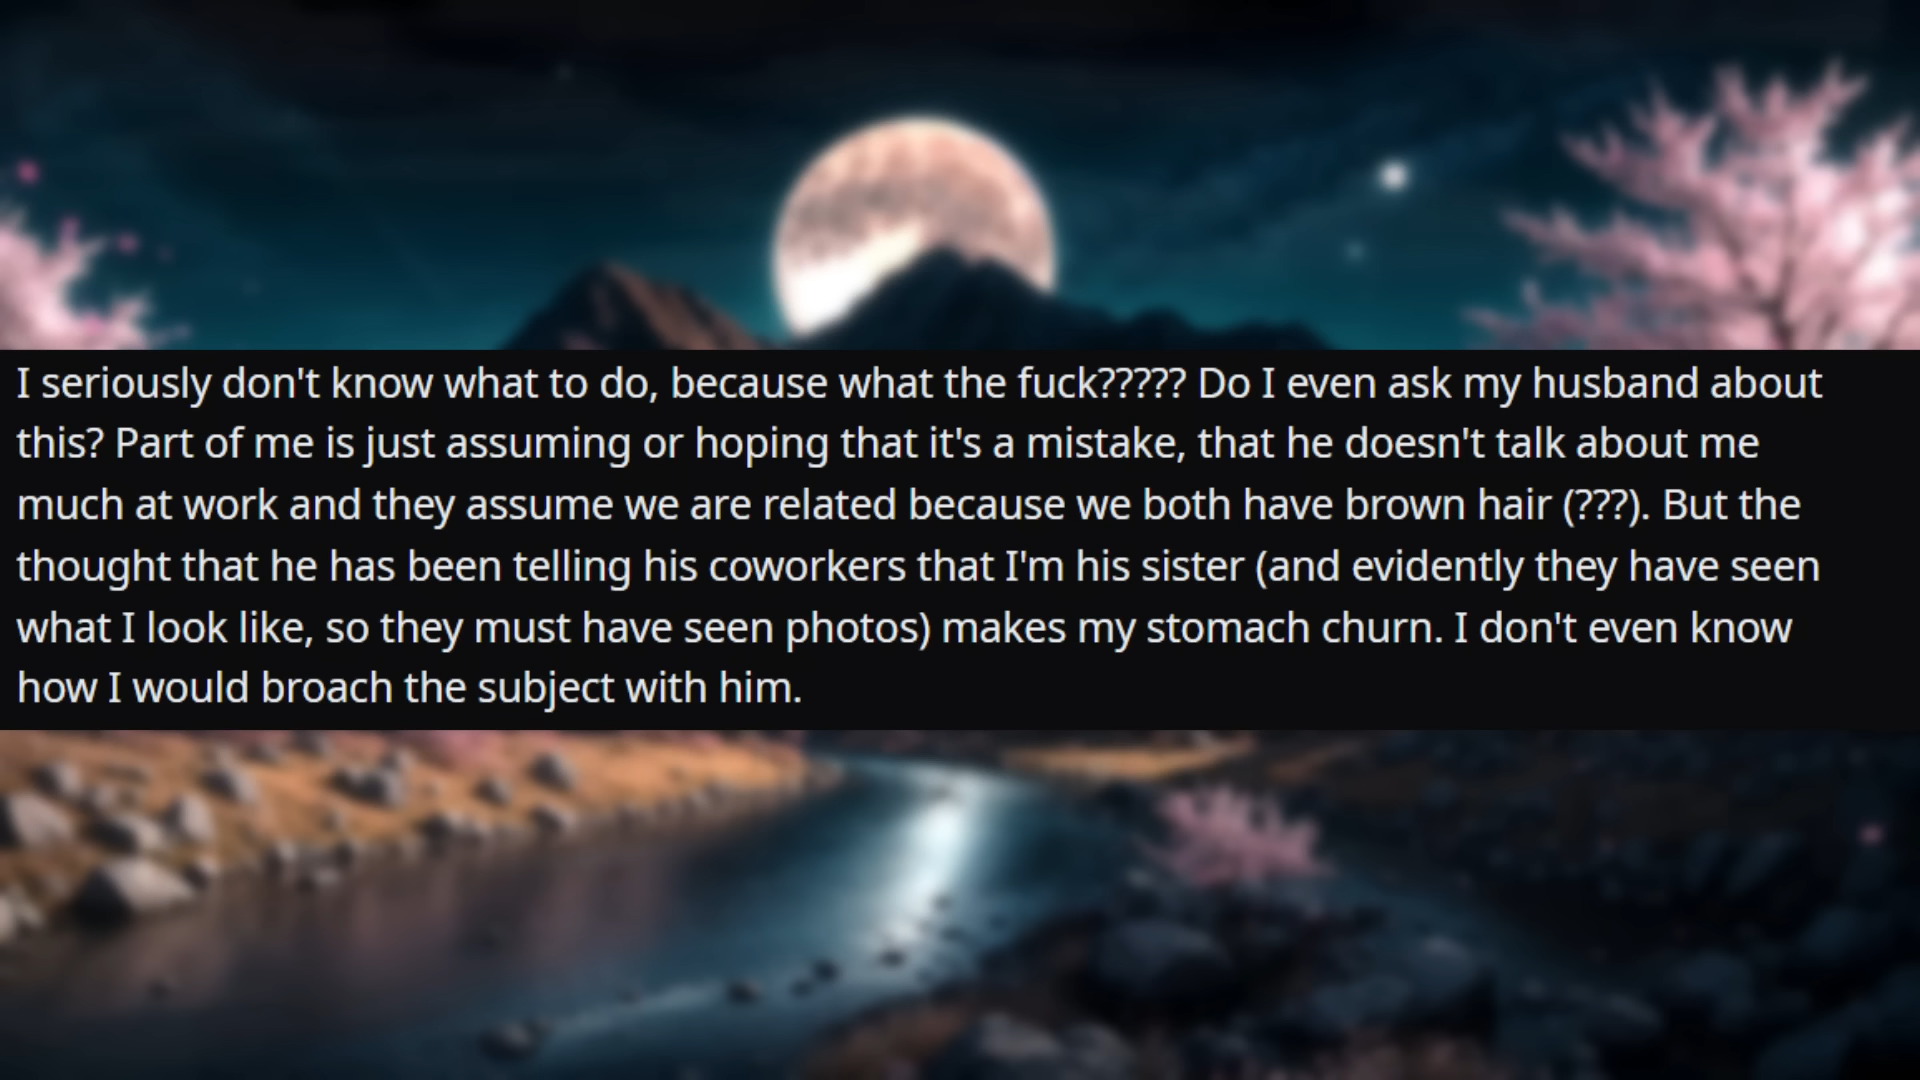 I seriously don't know what to do, because what the fuck????? Do I even ask my husband about
this? Part of me is just assuming or hoping that it's a mistake, that he doesn't talk about me
much at work and they assume we are related because we both have brown hair (???). But the
thought that he has been telling his coworkers that I'm his sister (and evidently they have seen
what I look like, so they must have seen photos) makes my stomach churn. I don't even know
how I would broach the subject with him.